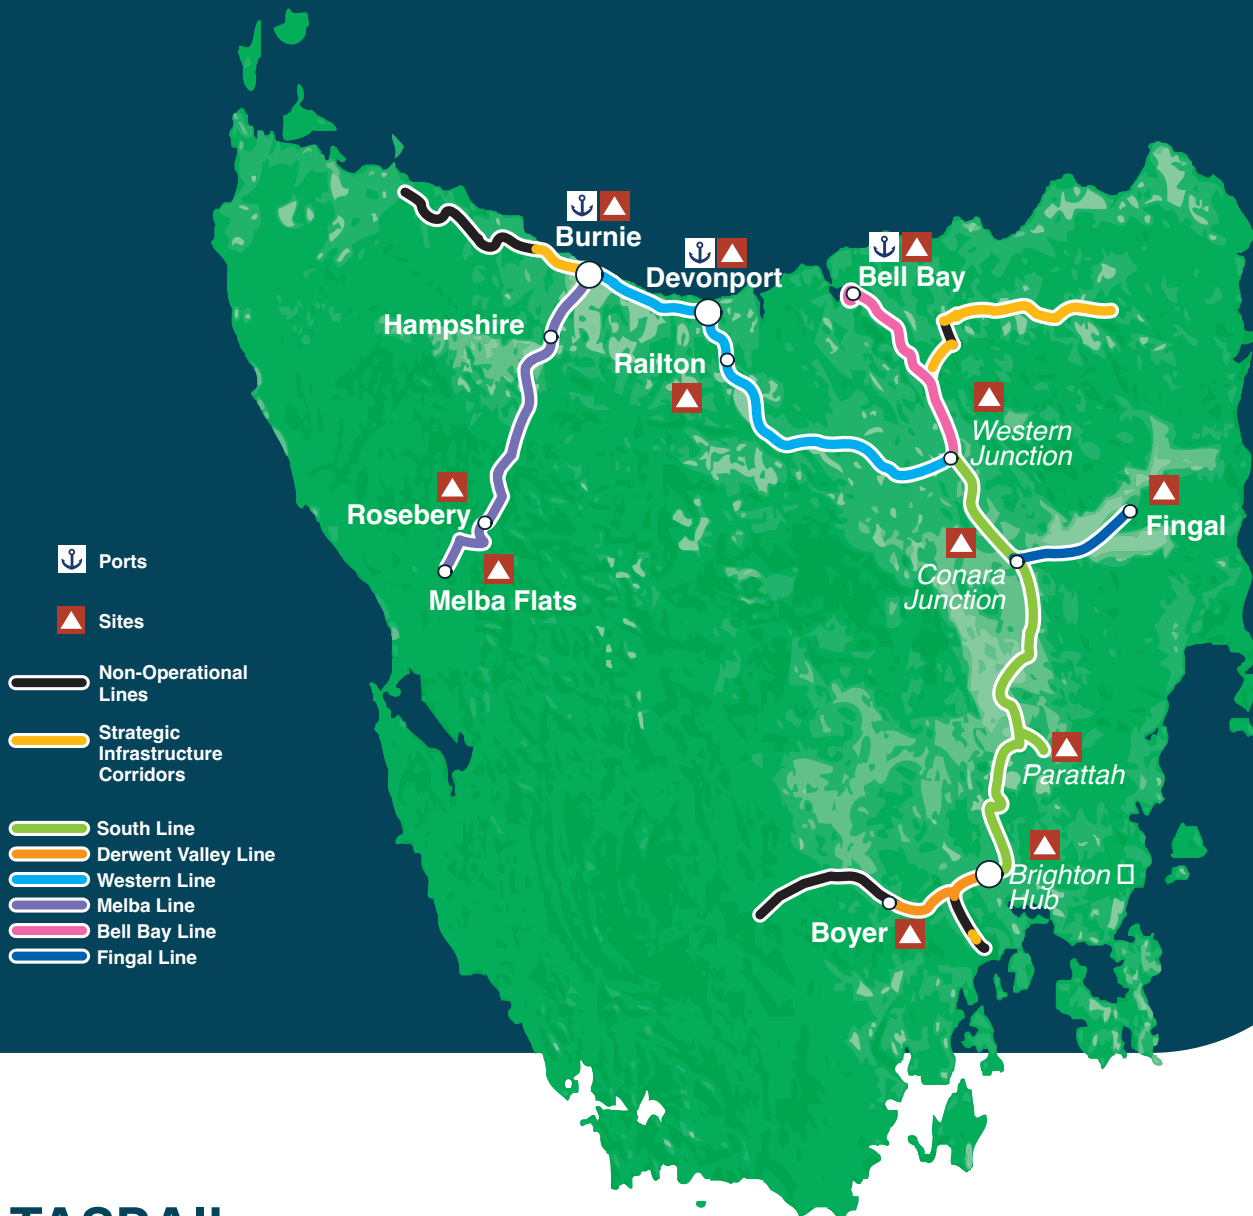 Burnie
Devonport
Bell Bay
Hampshire
Railton
Western
Junction
Rosebery
Fingal
Conara
Junction
Melba Flats
Parattah
Brighton
Hub
Boyer
Ports
Sites
Non-Operational
Lines
Strategic
Infrastructure
Corridors
South Line
Derwent Valley Line
Western Line
Melba Line
Bell Bay Line
Fingal Line